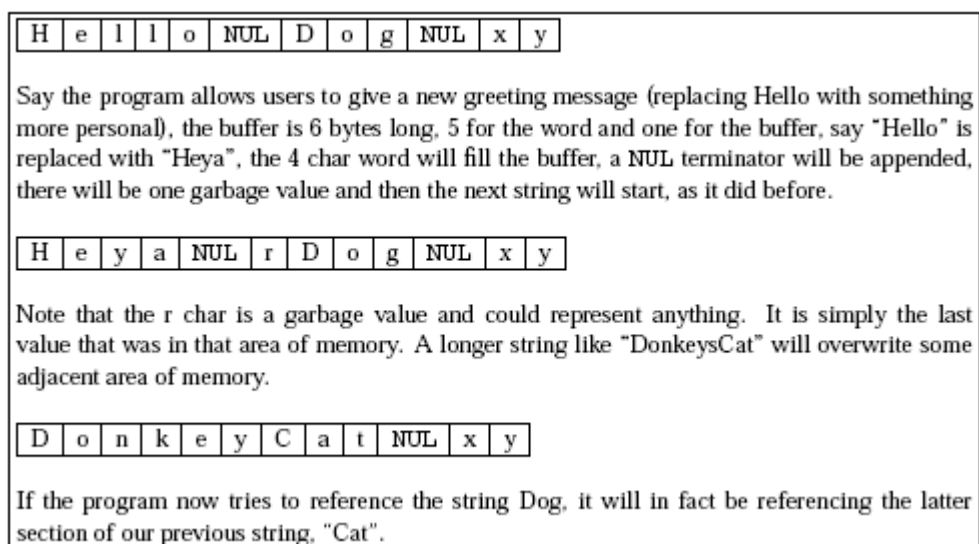 H e l l o NUL D o g NUL x y
Say the program allows users to give a new greeting message (replacing Hello with something
more personal), the buffer is 6 bytes long, 5 for the word and one for the buffer, say "Hello" is
replaced with "Heya", the 4 char word will fill the buffer, a NUL terminator will be appended,
there will be one garbage value and then the next string will start, as it did before.
H e y a NUL r D o g NUL x y
Note that the r char is a garbage value and could represent anything. It is simply the last
value that was in that area of memory. A longer string like "DonkeysCat" will overwrite some
adjacent area of memory.
D o n k e y C a t NUL x y
If the program now tries to reference the string Dog, it will in fact be referencing the latter
section of our previous string, "Cat".